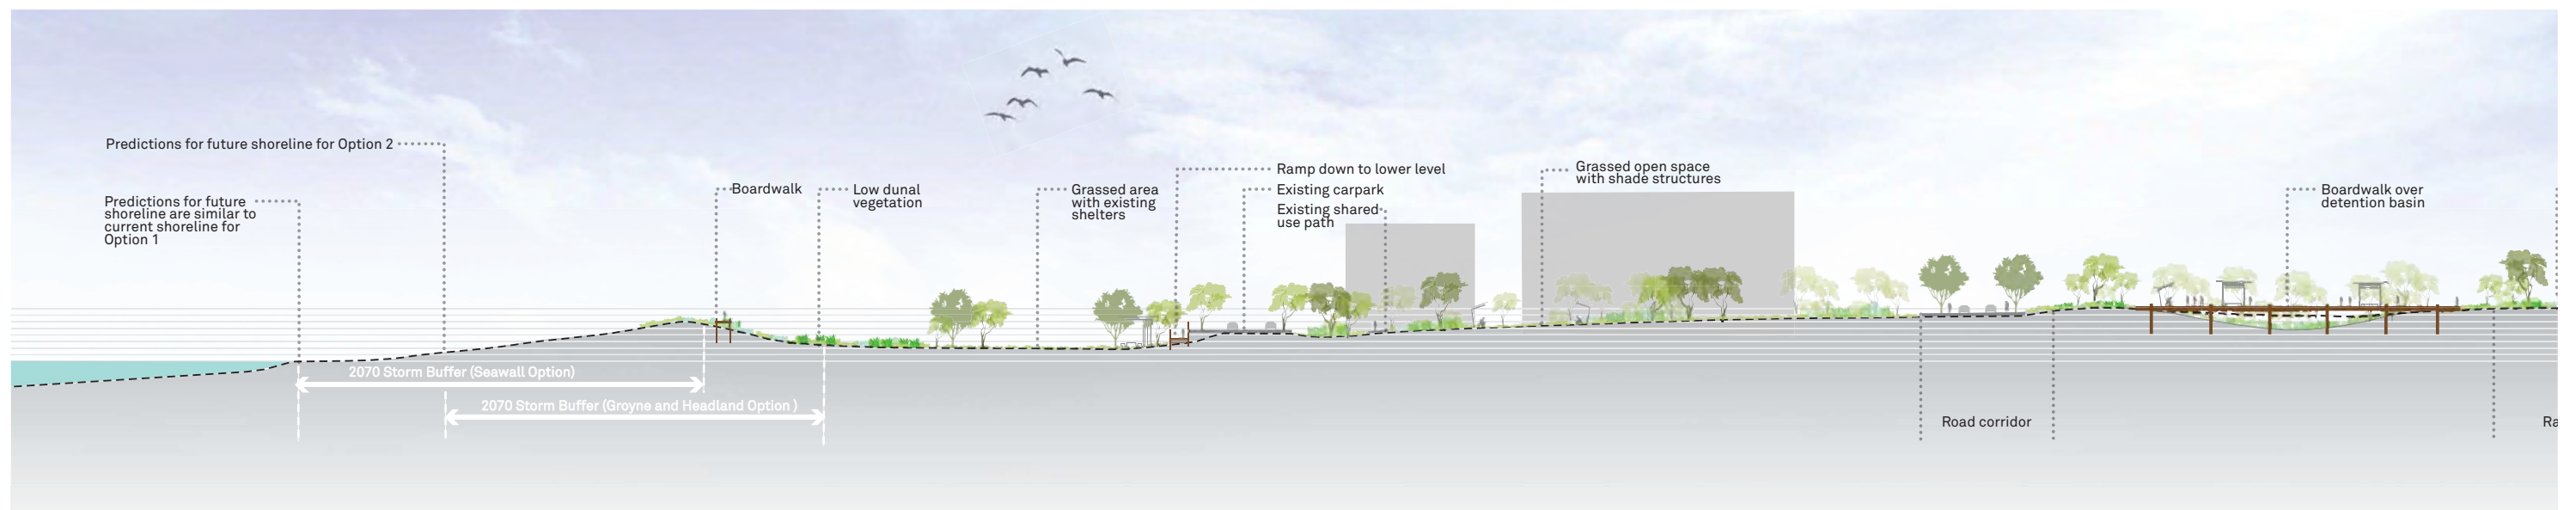 Predictions for future shoreline for Option 2
Predictions for future
shoreline are similar to
current shoreline for
Option 1
Boardwalk
Low dunal
vegetation
Grassed area
with existing
shelters
Ramp down to lower level
Existing carpark
Existing shared
use path
Grassed open space
with shade structures
Boardwalk over
detention basin
2070 Storm Buffer (Seawall Option)
2070 Storm Buffer (Groyne and Headland Option )
Road corridor
Ra